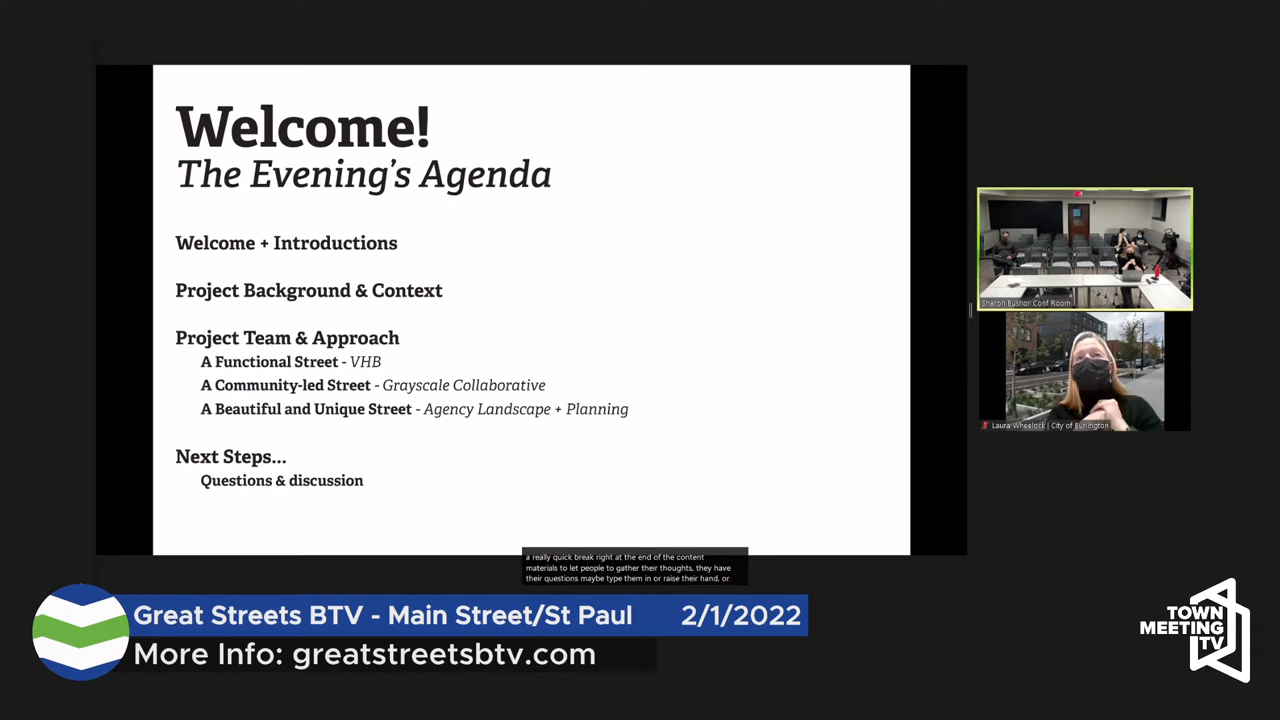 Welcome!
The Evening's Agenda
Welcome + Introductions
Project Background & Context
Project Team & Approach
A Functional Street - VHB
A Community-led Street - Grayscale Collaborative
A Beautiful and Unique Street - Agency Landscape + Planning
Next Steps...
Questions & discussion
Sharon Bushor Conf Room
Laura Wheelock | City of Burlington
a really quick break right at the end of the content
materials to let people to gather their thoughts, they have
their questions maybe type them in or raise their hand, or
Great Streets BTV - Main Street/St Paul 2/1/2022
More Info: greatstreetsbtv.com
TOWN
MEETING
TV